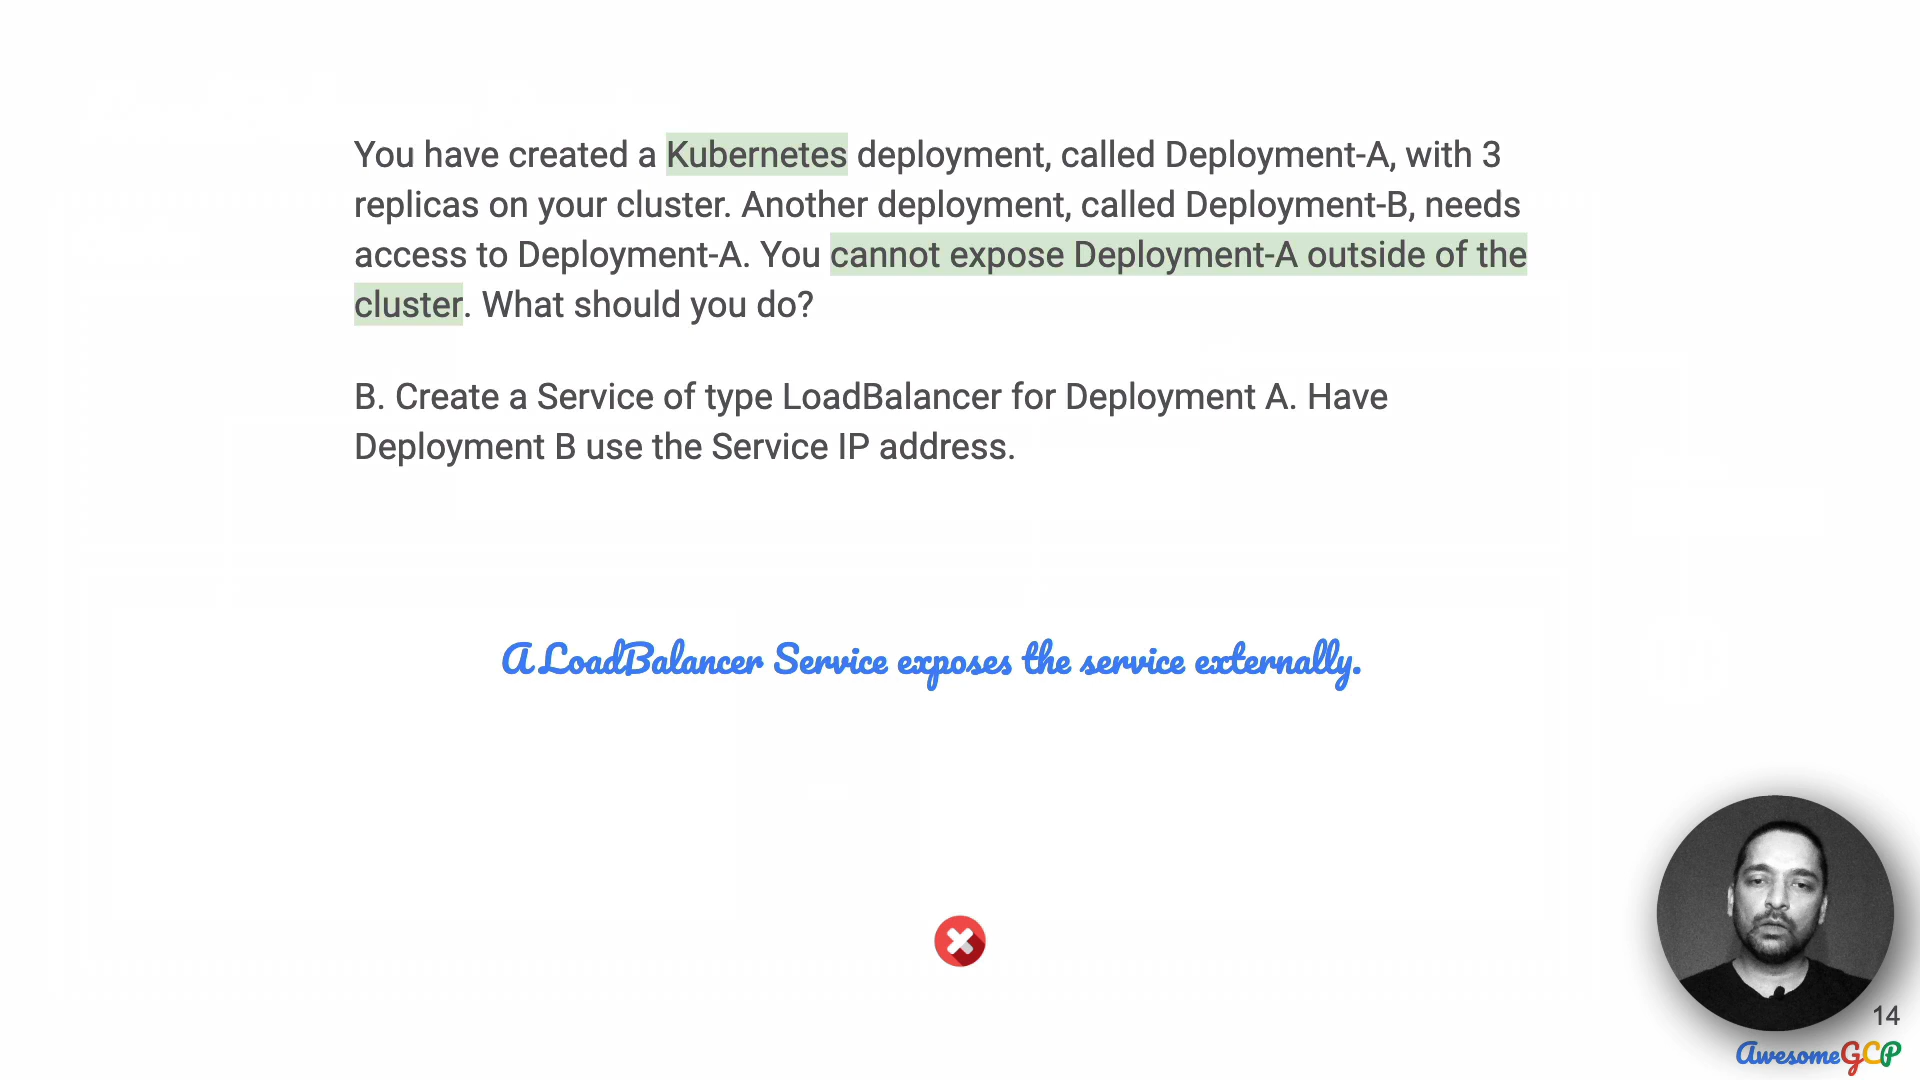 You have created a Kubernetes deployment, called Deployment-A, with 3
replicas on your cluster. Another deployment, called Deployment-B, needs
access to Deployment-A. You cannot expose Deployment-A outside of the
cluster. What should you do?
B. Create a Service of type LoadBalancer for Deployment A. Have
Deployment B use the Service IP address.
A LoadBalancer Service exposes the service externally.
14
AwesomeGCP